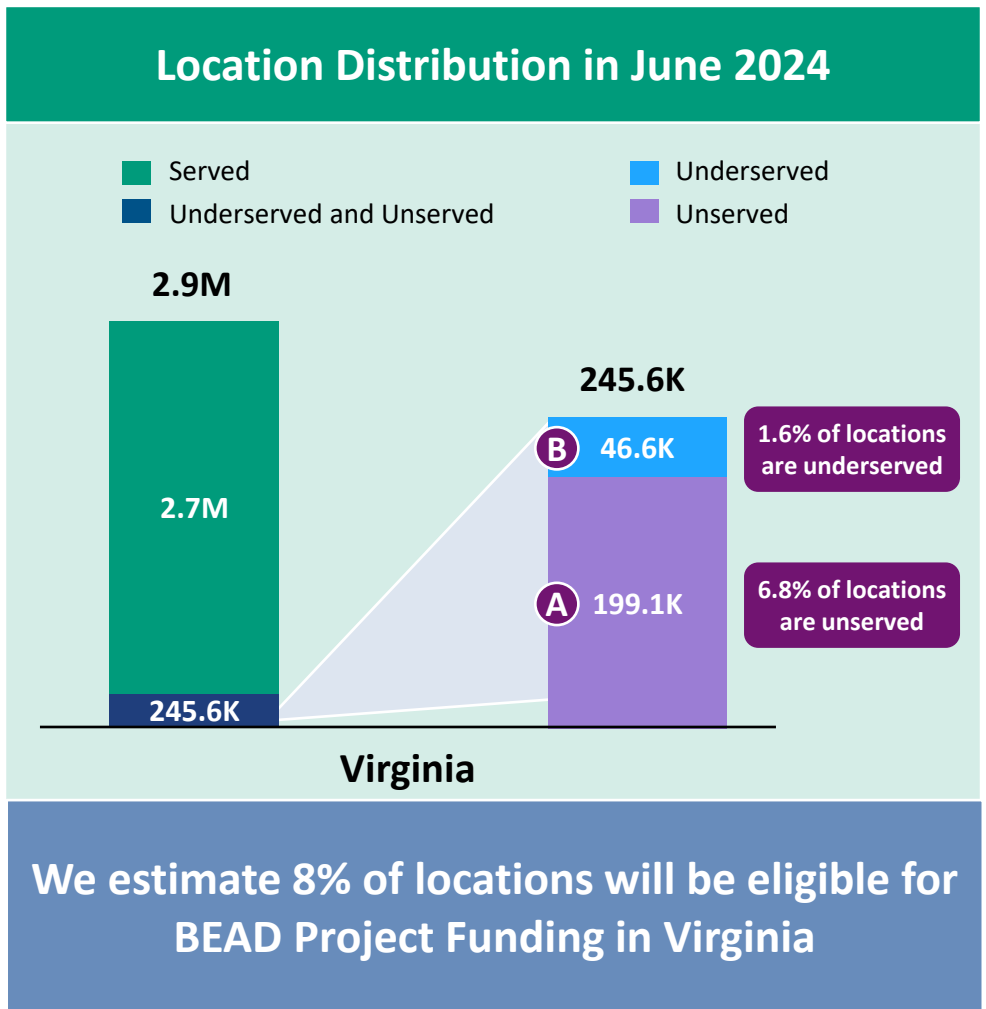 Location Distribution in June 2024
Served
Underserved
Underserved and Unserved
Unserved
2.9M
2.7M
245.6K
245.6K
B
46.6K
A
199.1K
1.6% of locations
are underserved
6.8% of locations
are unserved
Virginia
We estimate 8% of locations will be eligible for
BEAD Project Funding in Virginia